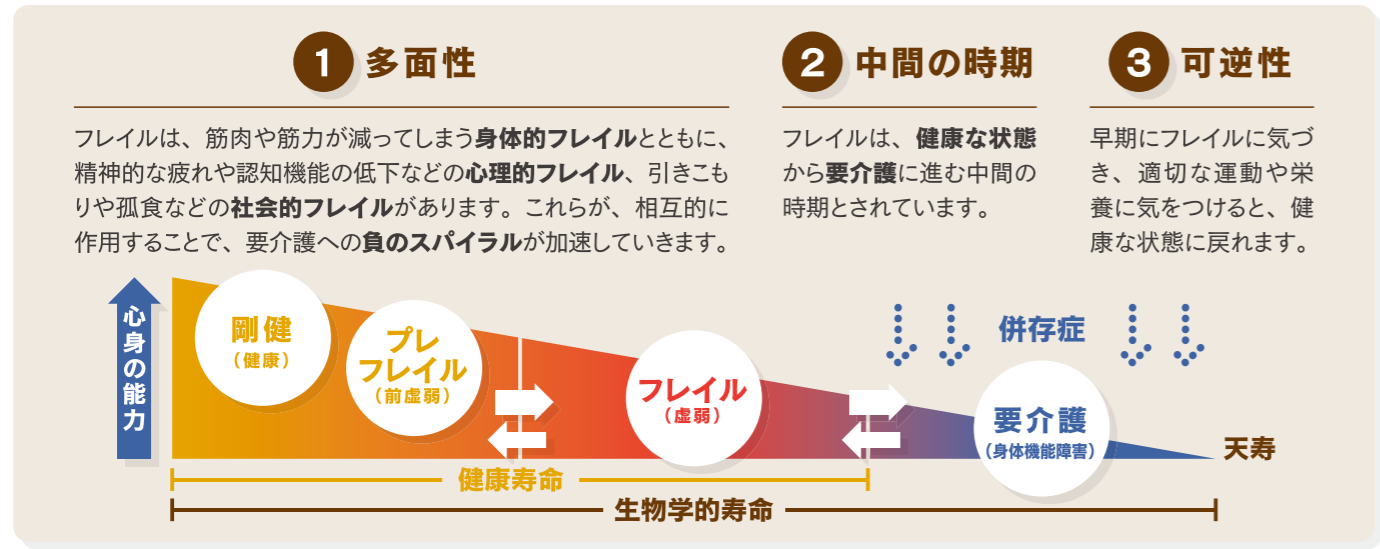 1 多面性
フレイルは、筋肉や筋力が減ってしまう身体的フレイルとともに、
精神的な疲れや認知機能の低下などの心理的フレイル、引きこも
りや孤食などの社会的フレイルがあります。これらが、相互的に
作用することで、要介護への負のスパイラルが加速していきます。
2 中間の時期
フレイルは、健康な状態
から要介護に進む中間の
時期とされています。
3 可逆性
早期にフレイルに気づ
き、適切な運動や栄
養に気をつけると、健
康な状態に戻れます。
心身の能力
剛健
（健康）
プレ
フレイル
（前虚弱）
フレイル
（虚弱）
併存症
要介護
（身体機能障害）
天寿
健康寿命
生物学的寿命